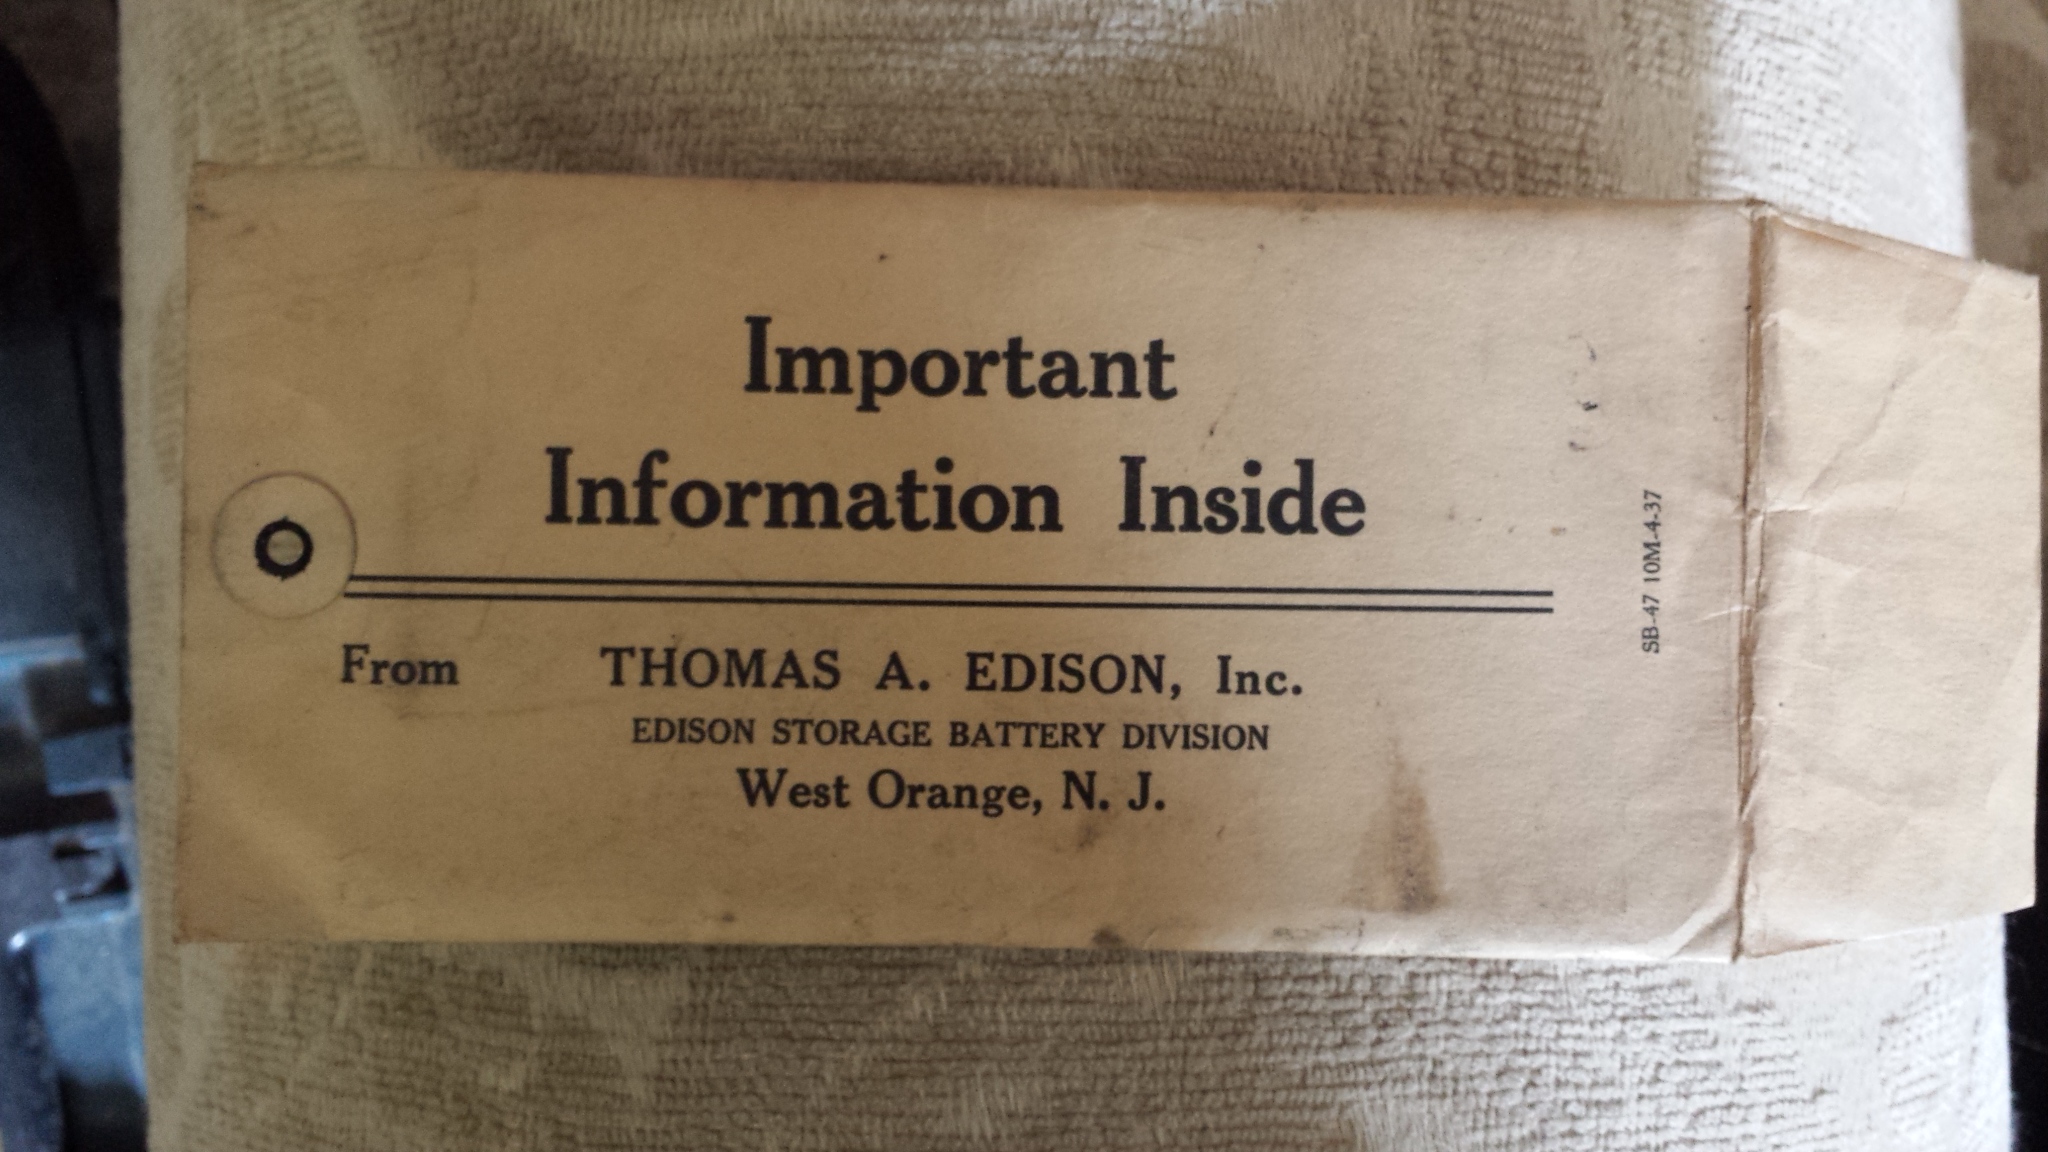 Important
Information Inside
From THOMAS A. EDISON, Inc.
EDISON STORAGE BATTERY DIVISION
West Orange, N. J.
SB-47 10M-4-37